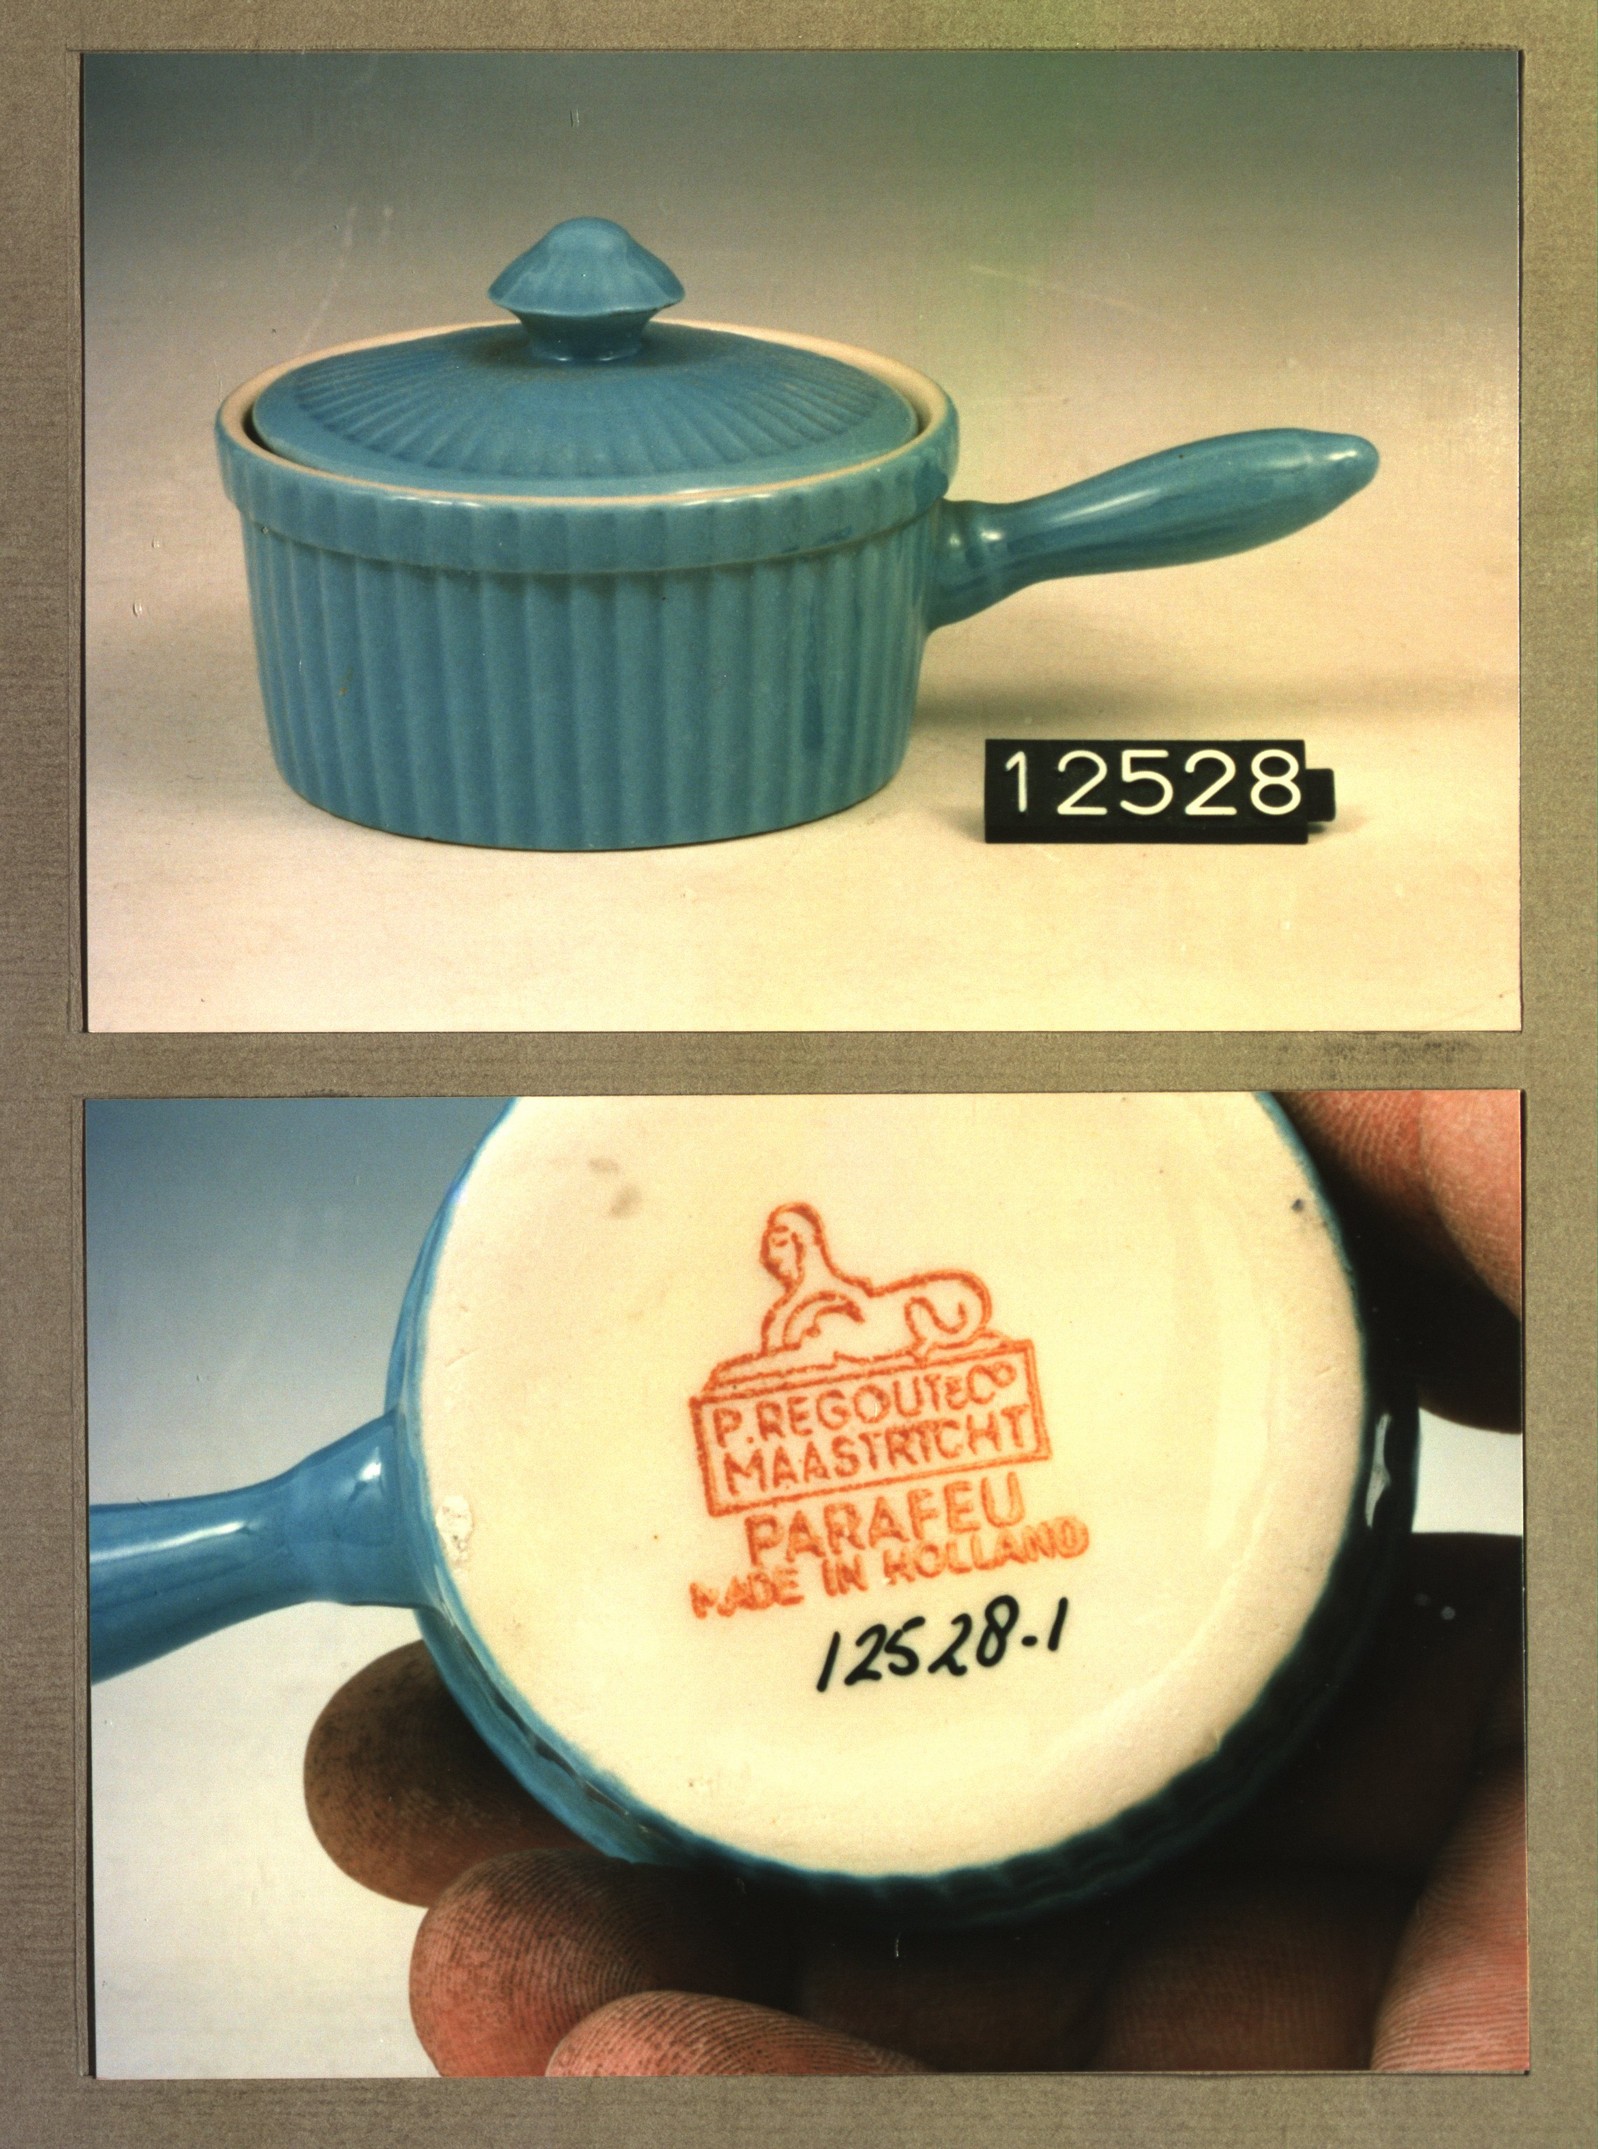 12528
P. REGOUT & Co
MAASTRICHT
PARAFEU
MADE IN HOLLAND
12528-1